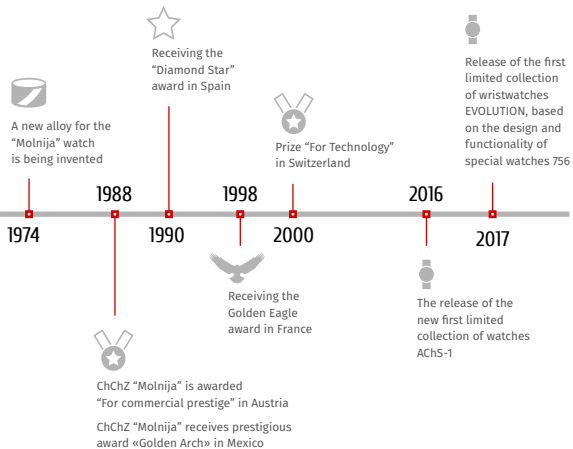 Receiving the
“Diamond Star”
award in Spain
Release of the first
limited collection
of wristwatches
EVOLUTION, based
on the design and
functionality of
special watches 756
A new alloy for the
“Molnija” watch
is being invented
Prize “For Technology”
in Switzerland
1988
1998
2016
1974
1990
2000
2017
Receiving the
Golden Eagle
award in France
The release of the
new first limited
collection of watches
AChS-1
ChChZ “Molnija” is awarded
“For commercial prestige” in Austria
ChChZ “Molnija” receives prestigious
award «Golden Arch» in Mexico